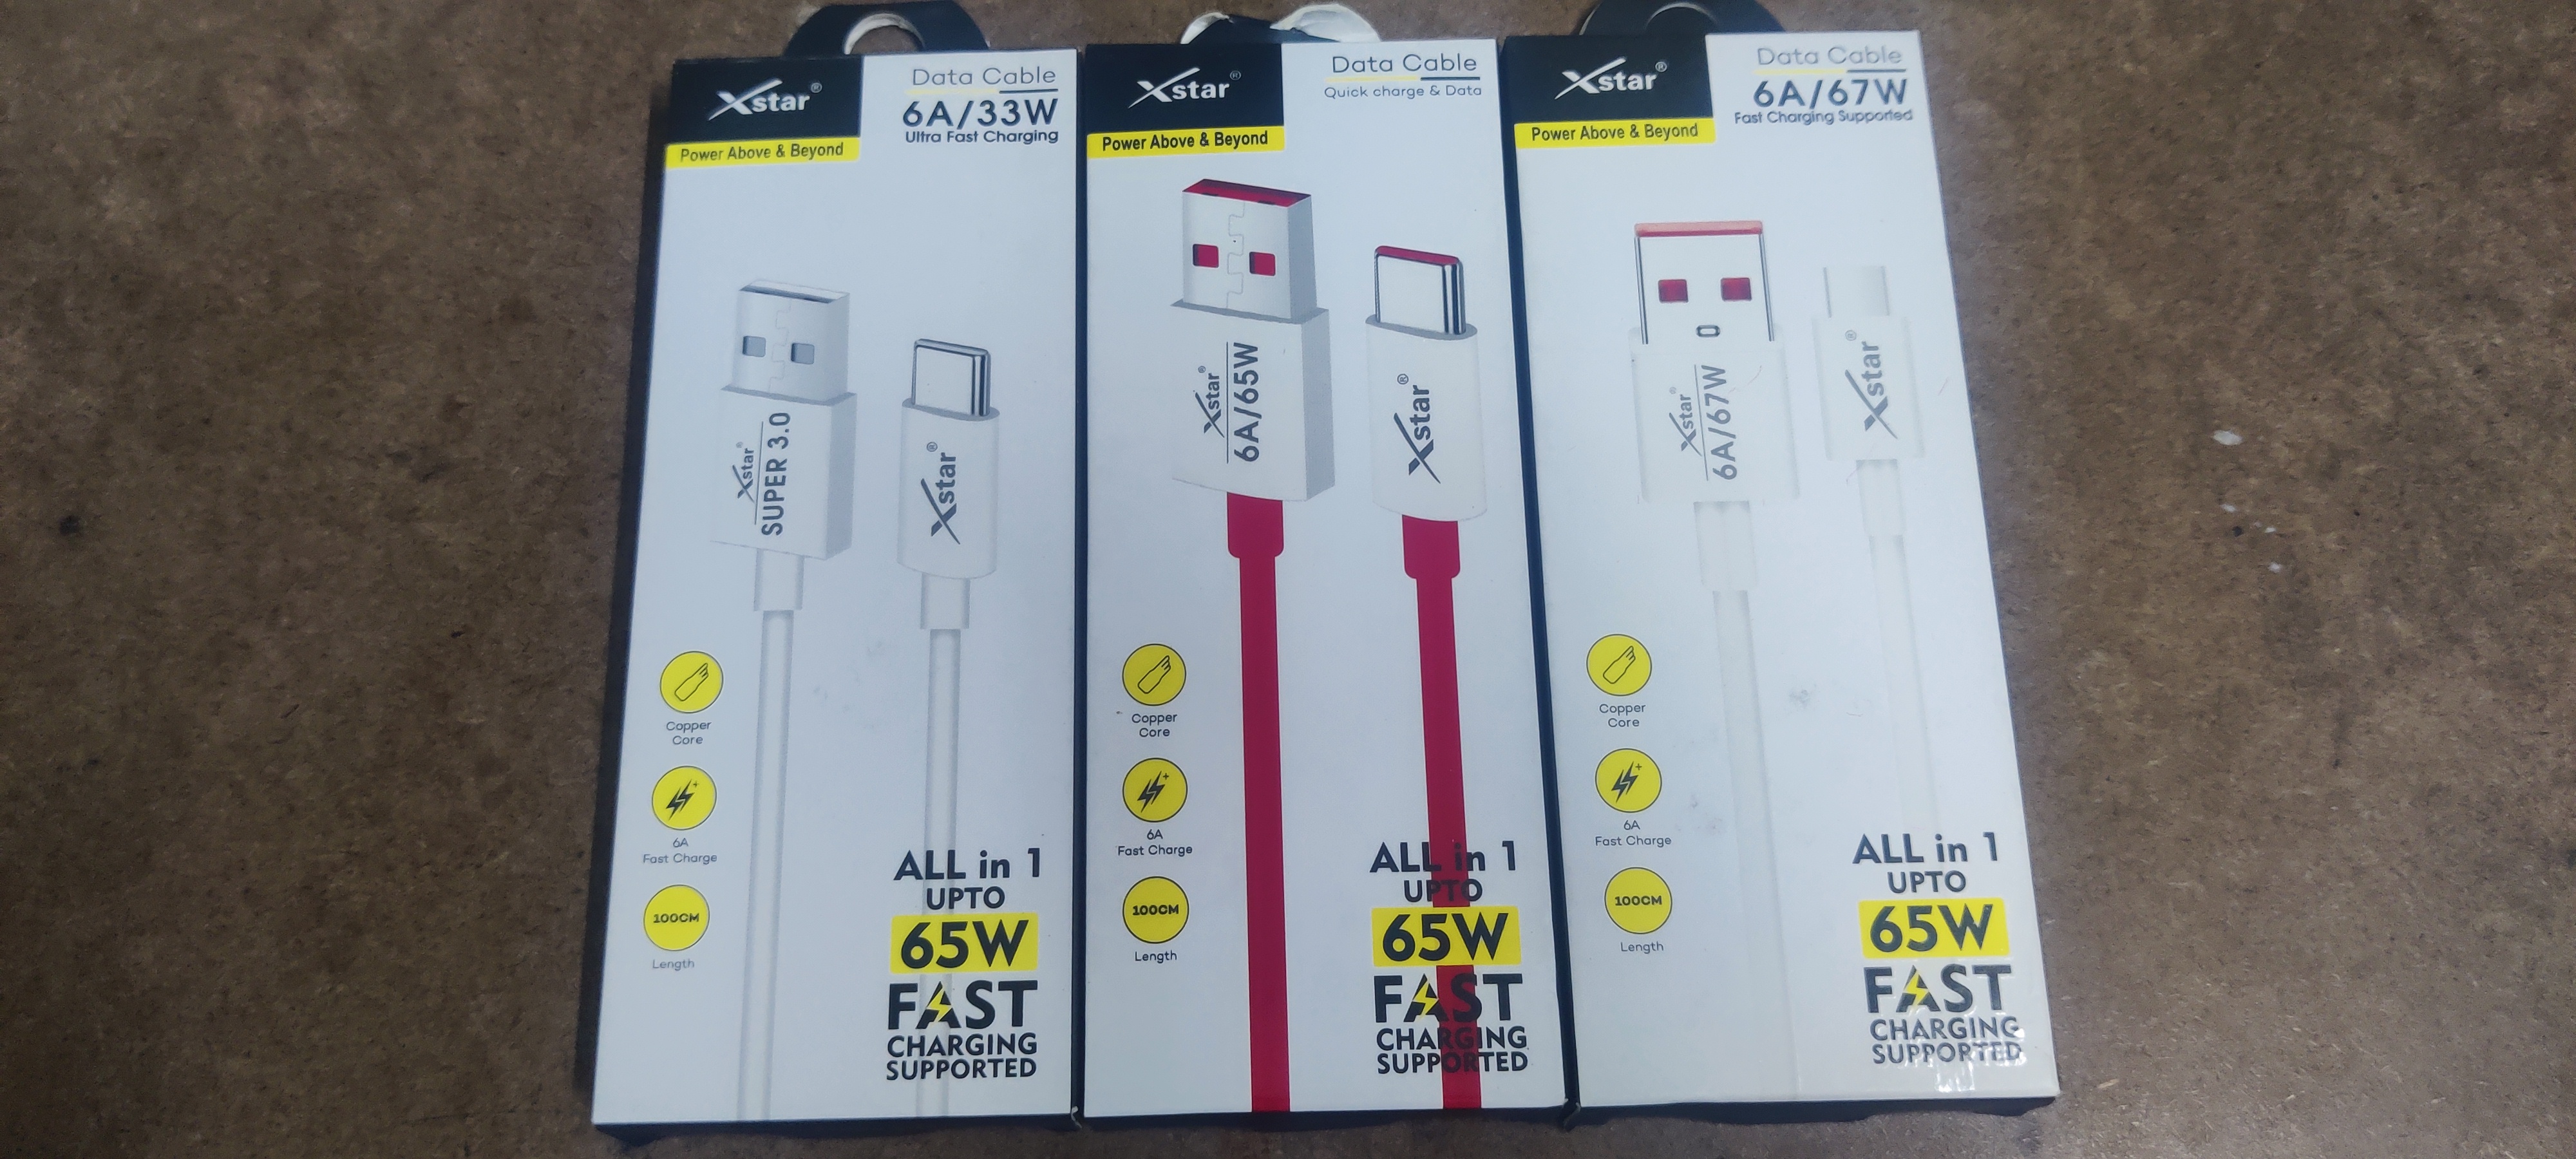 Xstar®
Power Above & Beyond
Data Cable
6A/67W
Fast Charging Supported
Xstar®
Xstar®
6A/67W
Copper
Core
6A
Fast Charge
100CM
Length
ALL in 1
UPTO
65W
FAST
CHARGING
SUPPORTED
Xstar®
Power Above & Beyond
Data Cable
Quick charge & Data
Xstar®
Xstar®
6A/65W
Copper
Core
6A
Fast Charge
100CM
Length
ALL in 1
UPTO
65W
FAST
CHARGING
SUPPORTED
Xstar®
Power Above & Beyond
Data Cable
6A/33W
Ultra Fast Charging
Xstar®
Xstar®
SUPER 3.0
Copper
Core
6A
Fast Charge
100CM
Length
ALL in 1
UPTO
65W
FAST
CHARGING
SUPPORTED